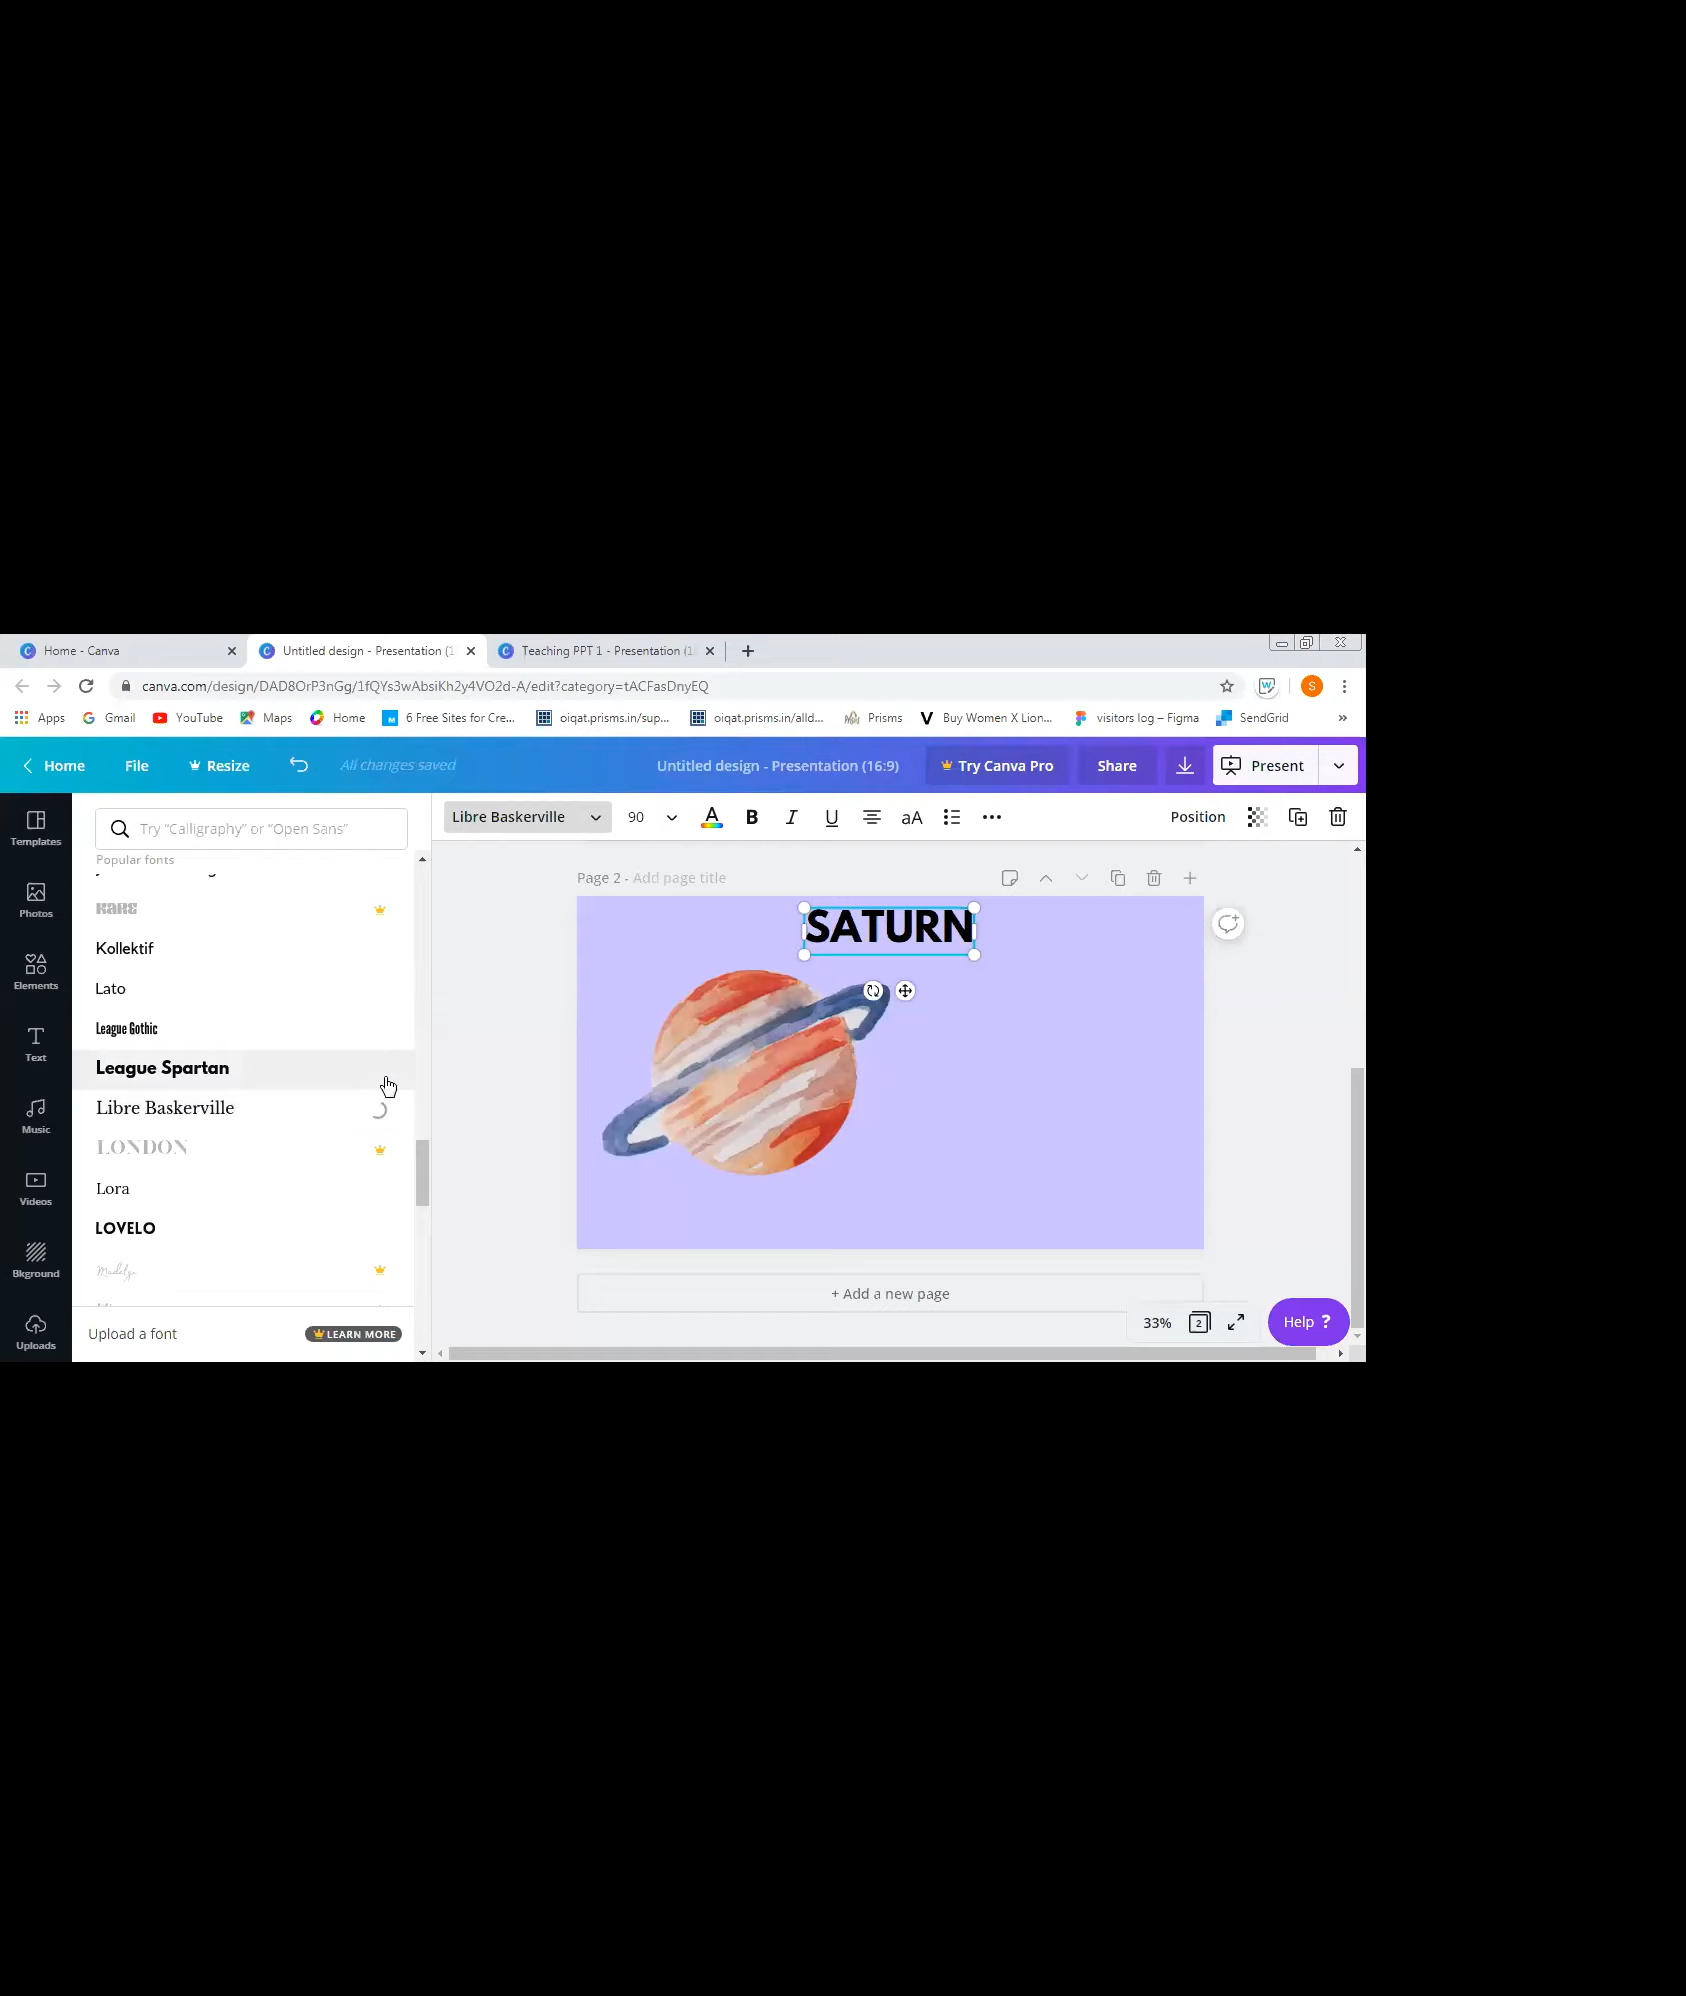 Home - Canva
Untitled design - Presentation (1
Teaching PPT 1 - Presentation (1
canva.com/design/DAD8OrP3nGg/1fQYs3wAbsiKh2y4VO2d-A/edit?category=tACFasDnyEQ
S
Apps
Gmail
YouTube
Maps
Home
6 Free Sites for Cre...
oiqat.prisms.in/sup...
oiqat.prisms.in/alld...
Prisms
Buy Women X Lion...
visitors log – Figma
SendGrid
»
Home
File
Resize
All changes saved
Untitled design - Presentation (16:9)
Try Canva Pro
Share
Present
Templates
Photos
Elements
Text
Music
Videos
Bkground
Uploads
Try “Calligraphy” or “Open Sans”
Popular fonts
KARE
Kollektif
Lato
League Gothic
League Spartan
Libre Baskerville
LONDON
Lora
LOVELO
Madelyn
Upload a font
LEARN MORE
Libre Baskerville
90
A
B
I
U
aA
Position
Page 2 - Add page title
SATURN
+ Add a new page
33%
2
Help ?